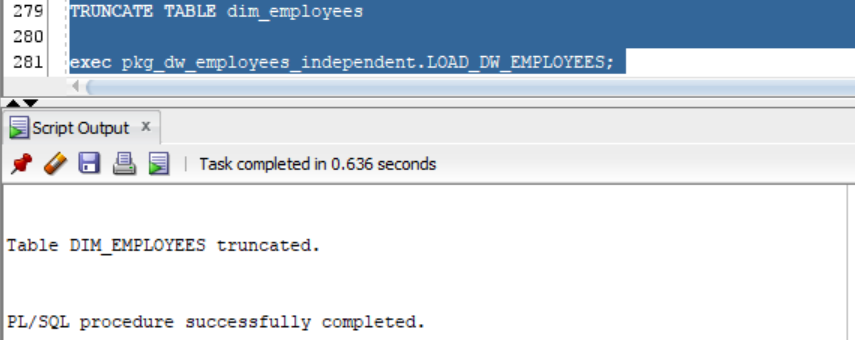 279 TRUNCATE TABLE dim_employees
280
281 exec pkg_dw_employees_independent.LOAD_DW_EMPLOYEES;
Script Output x
Task completed in 0.636 seconds
Table DIM_EMPLOYEES truncated.
PL/SQL procedure successfully completed.